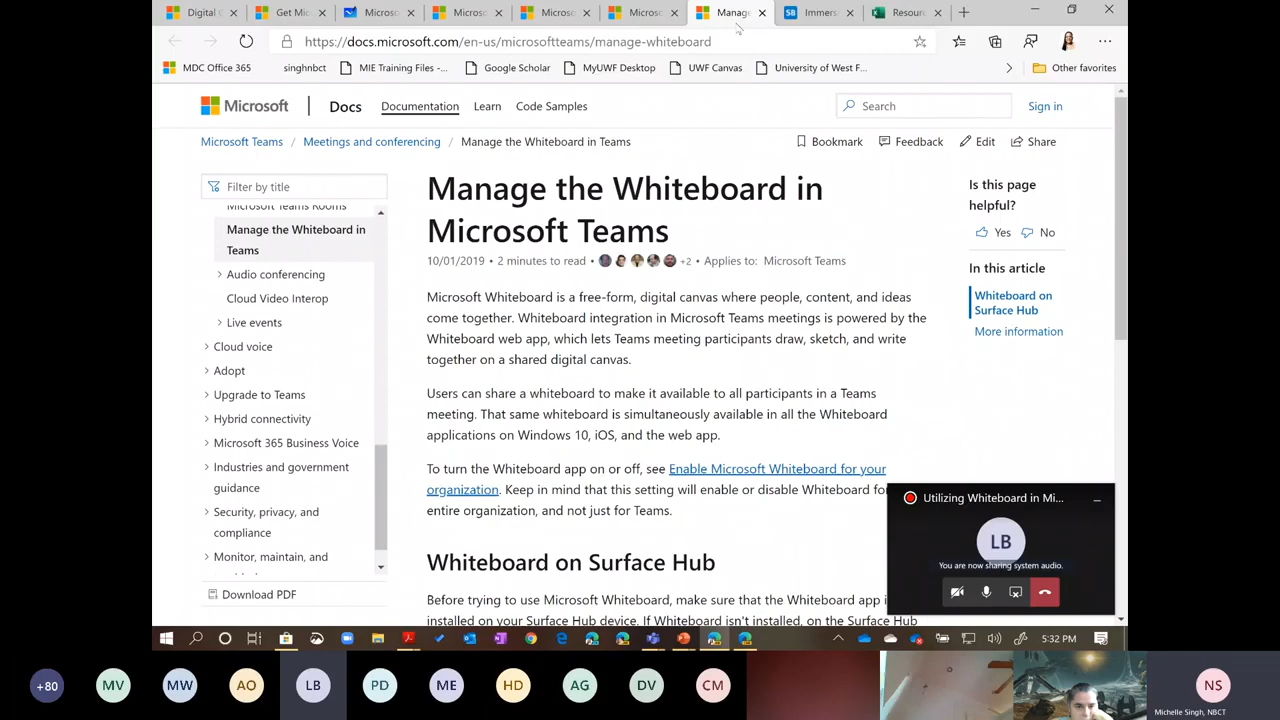 Digital
Get Mi
Micros
Micros
Micros
Micros
Manage
Immers
Resour
https://docs.microsoft.com/en-us/microsoftteams/manage-whiteboard
MDC Office 365
singhnbct
MIE Training Files -...
Google Scholar
MyUWF Desktop
UWF Canvas
University of West F...
Other favorites
Microsoft
Docs
Documentation
Learn
Code Samples
Search
Sign in
Microsoft Teams / Meetings and conferencing / Manage the Whiteboard in Teams
Bookmark
Feedback
Edit
Share
Filter by title
Microsoft Teams Rooms
Manage the Whiteboard in
Teams
Audio conferencing
Cloud Video Interop
Live events
Cloud voice
Adopt
Upgrade to Teams
Hybrid connectivity
Microsoft 365 Business Voice
Industries and government
guidance
Security, privacy, and
compliance
Monitor, maintain, and
Download PDF
Manage the Whiteboard in
Microsoft Teams
10/01/2019 • 2 minutes to read • +2 • Applies to: Microsoft Teams
Microsoft Whiteboard is a free-form, digital canvas where people, content, and ideas
come together. Whiteboard integration in Microsoft Teams meetings is powered by the
Whiteboard web app, which lets Teams meeting participants draw, sketch, and write
together on a shared digital canvas.
Users can share a whiteboard to make it available to all participants in a Teams
meeting. That same whiteboard is simultaneously available in all the Whiteboard
applications on Windows 10, iOS, and the web app.
To turn the Whiteboard app on or off, see Enable Microsoft Whiteboard for your
organization. Keep in mind that this setting will enable or disable Whiteboard for
entire organization, and not just for Teams.
Whiteboard on Surface Hub
Before trying to use Microsoft Whiteboard, make sure that the Whiteboard app i
installed on your Surface Hub device. If Whiteboard isn't installed, on the Surface Hub
Is this page
helpful?
Yes
No
In this article
Whiteboard on
Surface Hub
More information
Utilizing Whiteboard in Mi...
LB
You are now sharing system audio.
5:32 PM
+80
MV
MW
AO
LB
PD
ME
HD
AG
DV
CM
NS
Michelle Singh, NBCT